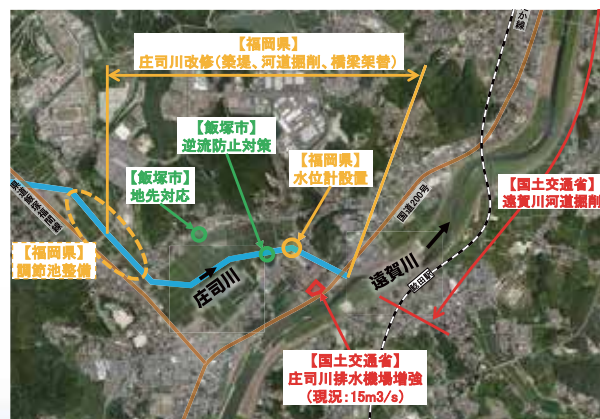 【福岡県】
庄司川改修(築堤、河道掘削、橋梁架替)
【飯塚市】
逆流防止対策
【福岡県】
水位計設置
【飯塚市】
地先対応
【国土交通省】
遠賀川河道掘削
国道200号
【福岡県】
調節池整備
庄司川
遠賀川
【国土交通省】
庄司川排水機場増強
(現況:15m3/s)